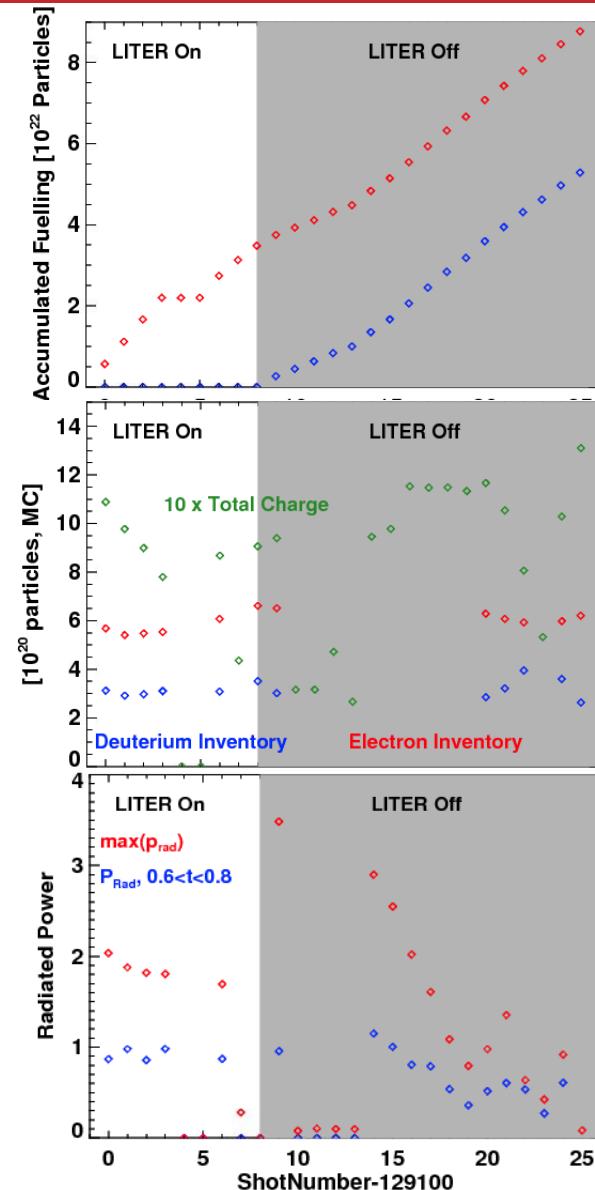 Accumulated Fuelling [10²² Particles]
LITER On
LITER Off
8
6
4
2
0
[10²⁰ particles, MC]
LITER On
LITER Off
10 x Total Charge
Deuterium Inventory
Electron Inventory
14
12
10
8
6
4
2
0
Radiated Power
LITER On
LITER Off
max(p_rad)
P_Rad, 0.6<t<0.8
4
3
2
1
0
0 5 10 15 20 25
ShotNumber-129100